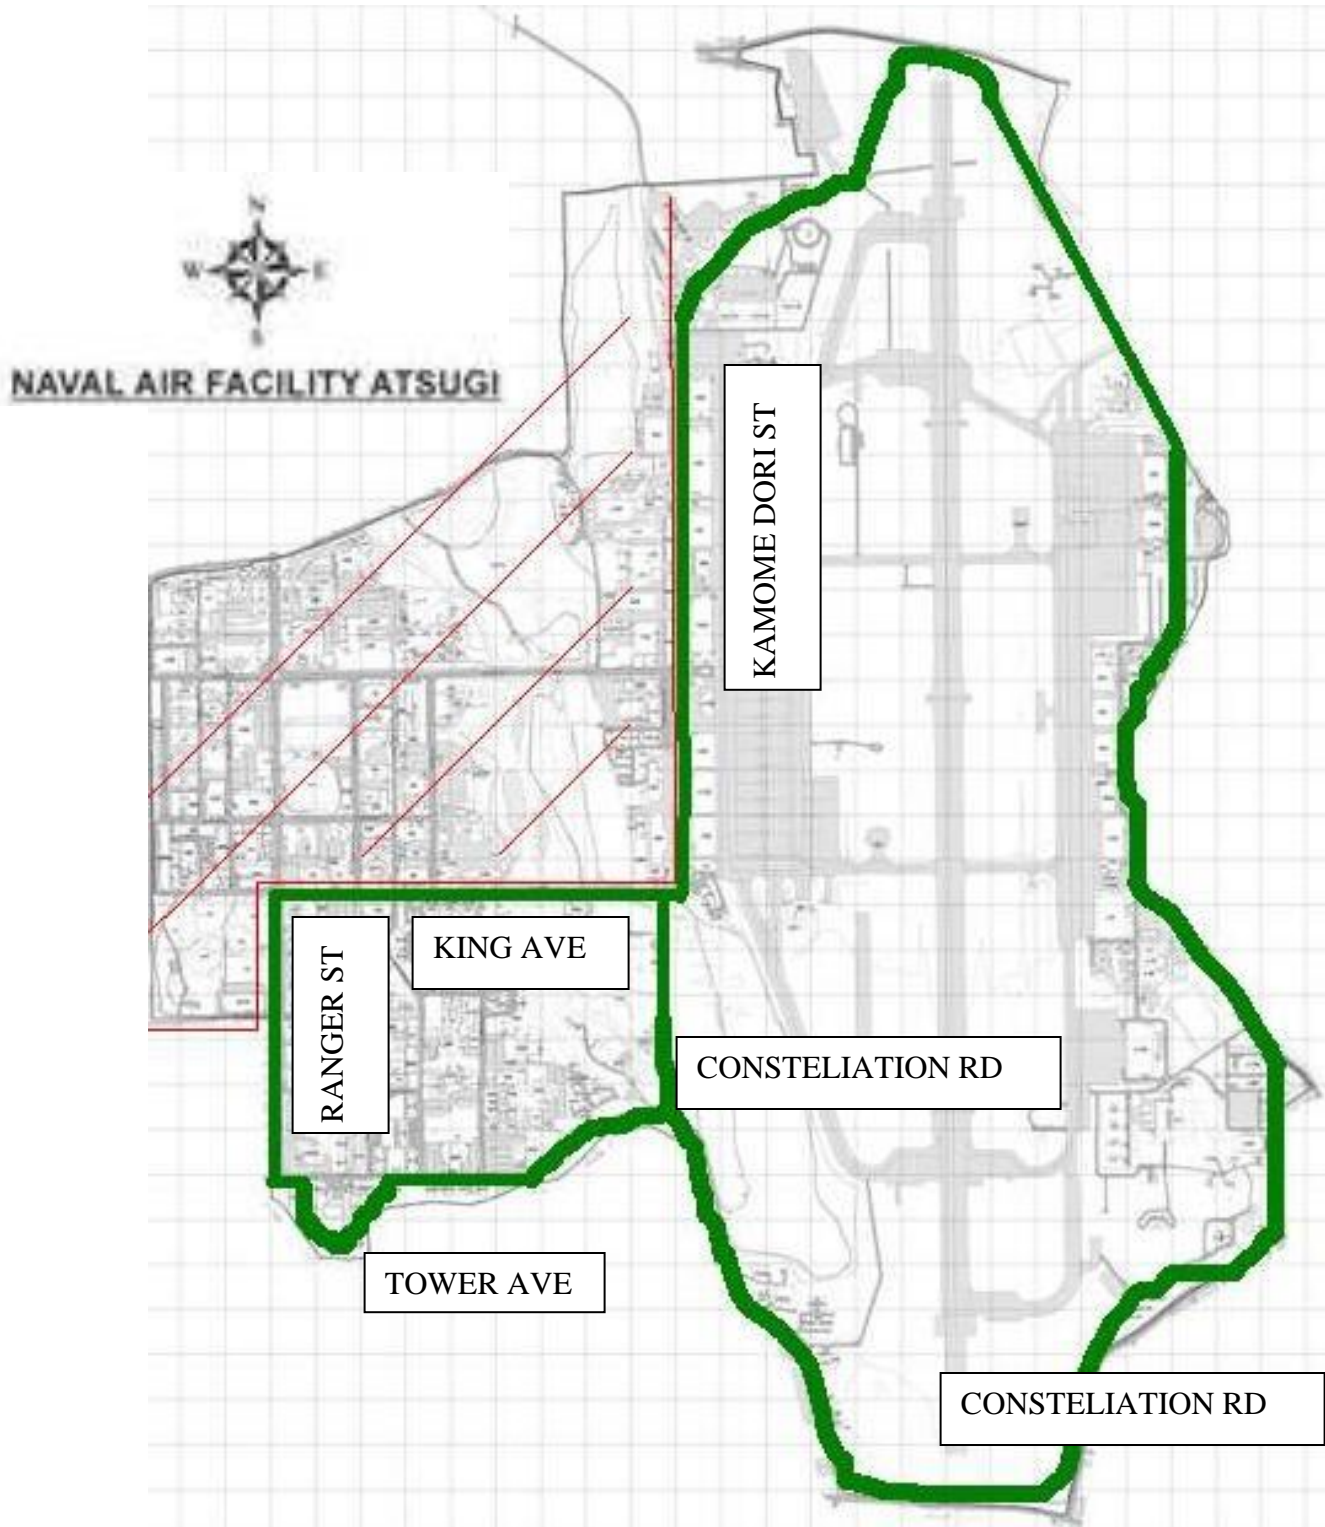 N
W E
S
NAVAL AIR FACILITY ATSUGI
KAMOME DORI ST
KING AVE
RANGER ST
CONSTELIATION RD
TOWER AVE
CONSTELIATION RD